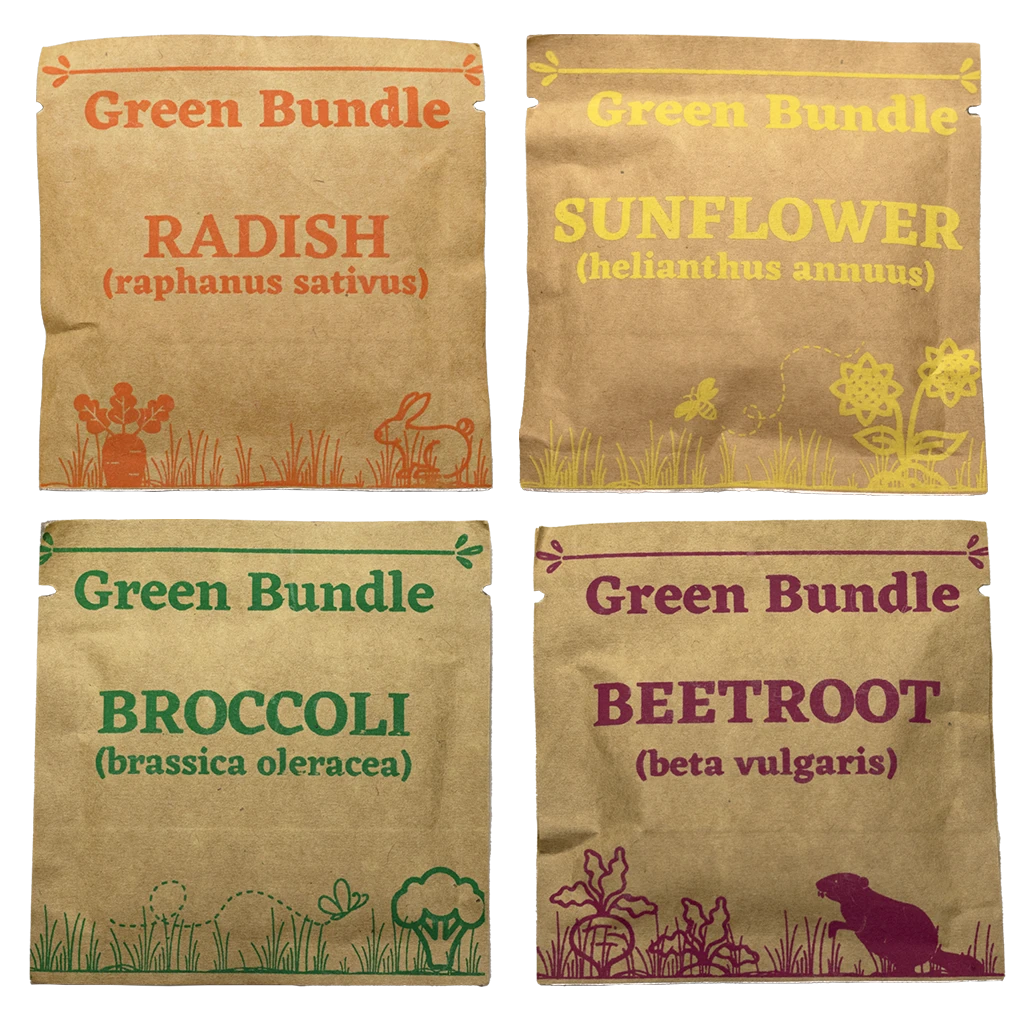 Green Bundle
RADISH
(raphanus sativus)
Green Bundle
SUNFLOWER
(helianthus annuus)
Green Bundle
BROCCOLI
(brassica oleracea)
Green Bundle
BEETROOT
(beta vulgaris)